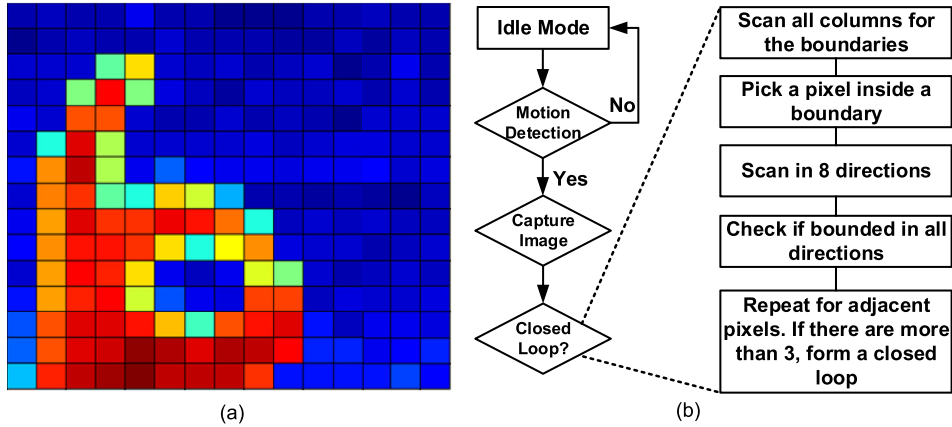 Idle Mode
Motion
Detection
No
Yes
Capture
Image
Closed
Loop?
Scan all columns for
the boundaries
Pick a pixel inside a
boundary
Scan in 8 directions
Check if bounded in all
directions
Repeat for adjacent
pixels. If there are more
than 3, form a closed
loop
(a)
(b)